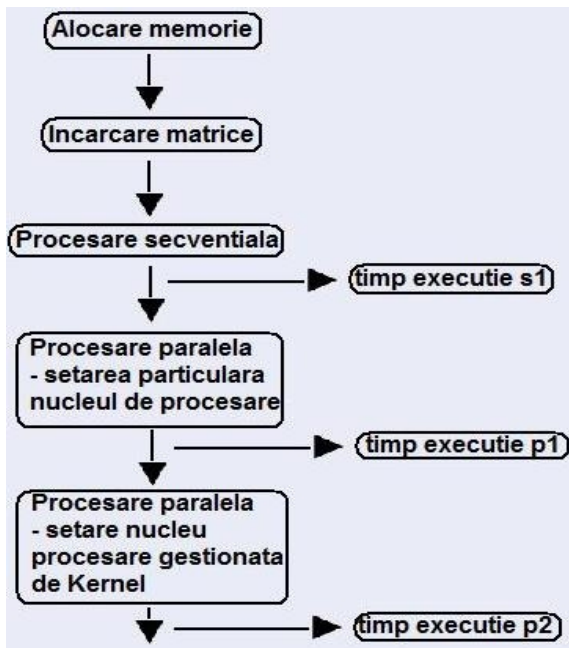 Alocare memorie
Incarcare matrice
Procesare secventiala
timp executie s1
Procesare paralela
- setarea particulara
nucleul de procesare
timp executie p1
Procesare paralela
- setare nucleu
procesare gestionata
de Kernel
timp executie p2